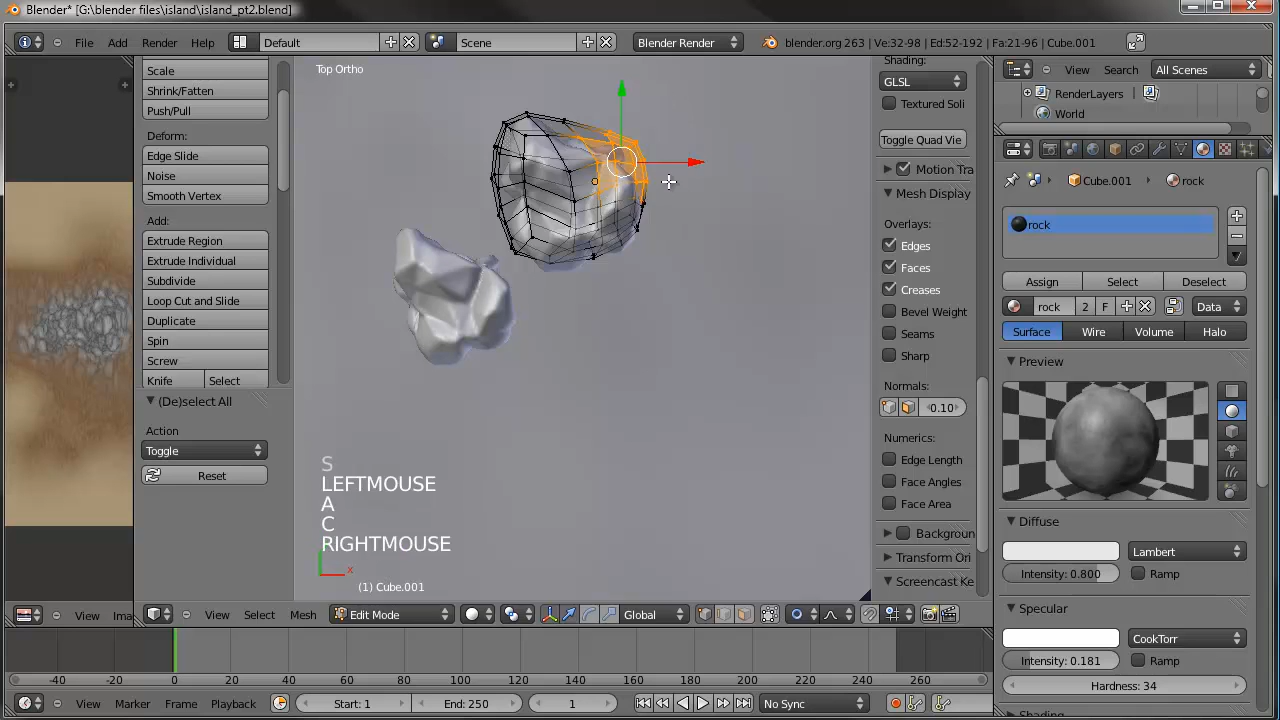 Blender* [G:\blender files\island\island_pt2.blend]
File Add Render Help Default Scene Blender Render blender.org 263 | Ve:32-98 | Ed:52-192 | Fa:21-96 | Cube.001
Scale
Shrink/Fatten
Push/Pull
Deform:
Edge Slide
Noise
Smooth Vertex
Add:
Extrude Region
Extrude Individual
Subdivide
Loop Cut and Slide
Duplicate
Spin
Screw
Knife Select
(De)select All
Action
Toggle
Reset
Top Ortho
S
LEFTMOUSE
A
C
RIGHTMOUSE
x
(1) Cube.001
Shading:
GLSL
Textured Soli
Toggle Quad Vie
Motion Tra
Mesh Display
Overlays:
Edges
Faces
Creases
Bevel Weight
Seams
Sharp
Normals:
0.10
Numerics:
Edge Length
Face Angles
Face Area
Backgroun
Transform Ori
Screencast Ke
View Search All Scenes
RenderLayers
World
Cube.001 rock
rock
Assign Select Deselect
rock 2 F Data
Surface Wire Volume Halo
Preview
Diffuse
Lambert
Intensity: 0.800 Ramp
Specular
CookTorr
Intensity: 0.181 Ramp
Hardness: 34
View Ima
View Select Mesh Edit Mode Global
-40 -20 0 20 40 60 80 100 120 140 160 180 200 220 240 260
View Marker Frame Playback Start: 1 End: 250 1 No Sync